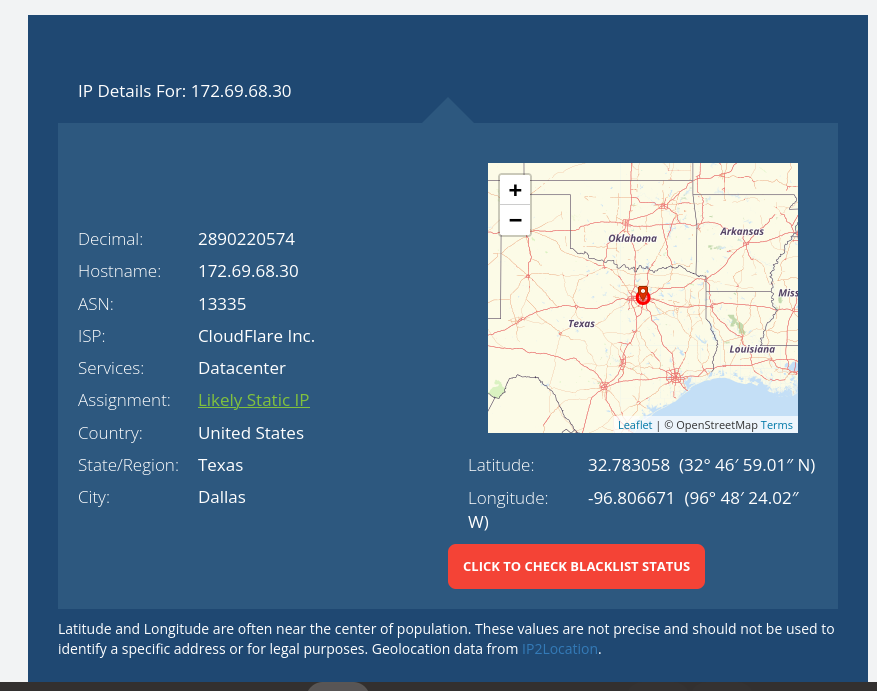 IP Details For: 172.69.68.30
Decimal: 2890220574
Hostname: 172.69.68.30
ASN: 13335
ISP: CloudFlare Inc.
Services: Datacenter
Assignment: Likely Static IP
Country: United States
State/Region: Texas
City: Dallas
+
−
Oklahoma
Arkansas
Miss
Texas
Louisiana
Leaflet | © OpenStreetMap Terms
Latitude: 32.783058 (32° 46′ 59.01″ N)
Longitude: -96.806671 (96° 48′ 24.02″
W)
CLICK TO CHECK BLACKLIST STATUS
Latitude and Longitude are often near the center of population. These values are not precise and should not be used to
identify a specific address or for legal purposes. Geolocation data from IP2Location.